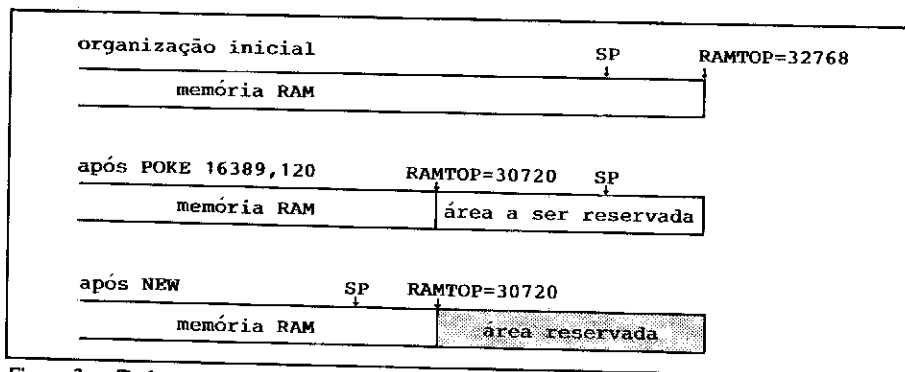 organização inicial SP RAMTOP=32768
memória RAM
após POKE 16389,120 RAMTOP=30720 SP
memória RAM área a ser reservada
após NEW SP RAMTOP=30720
memória RAM área reservada